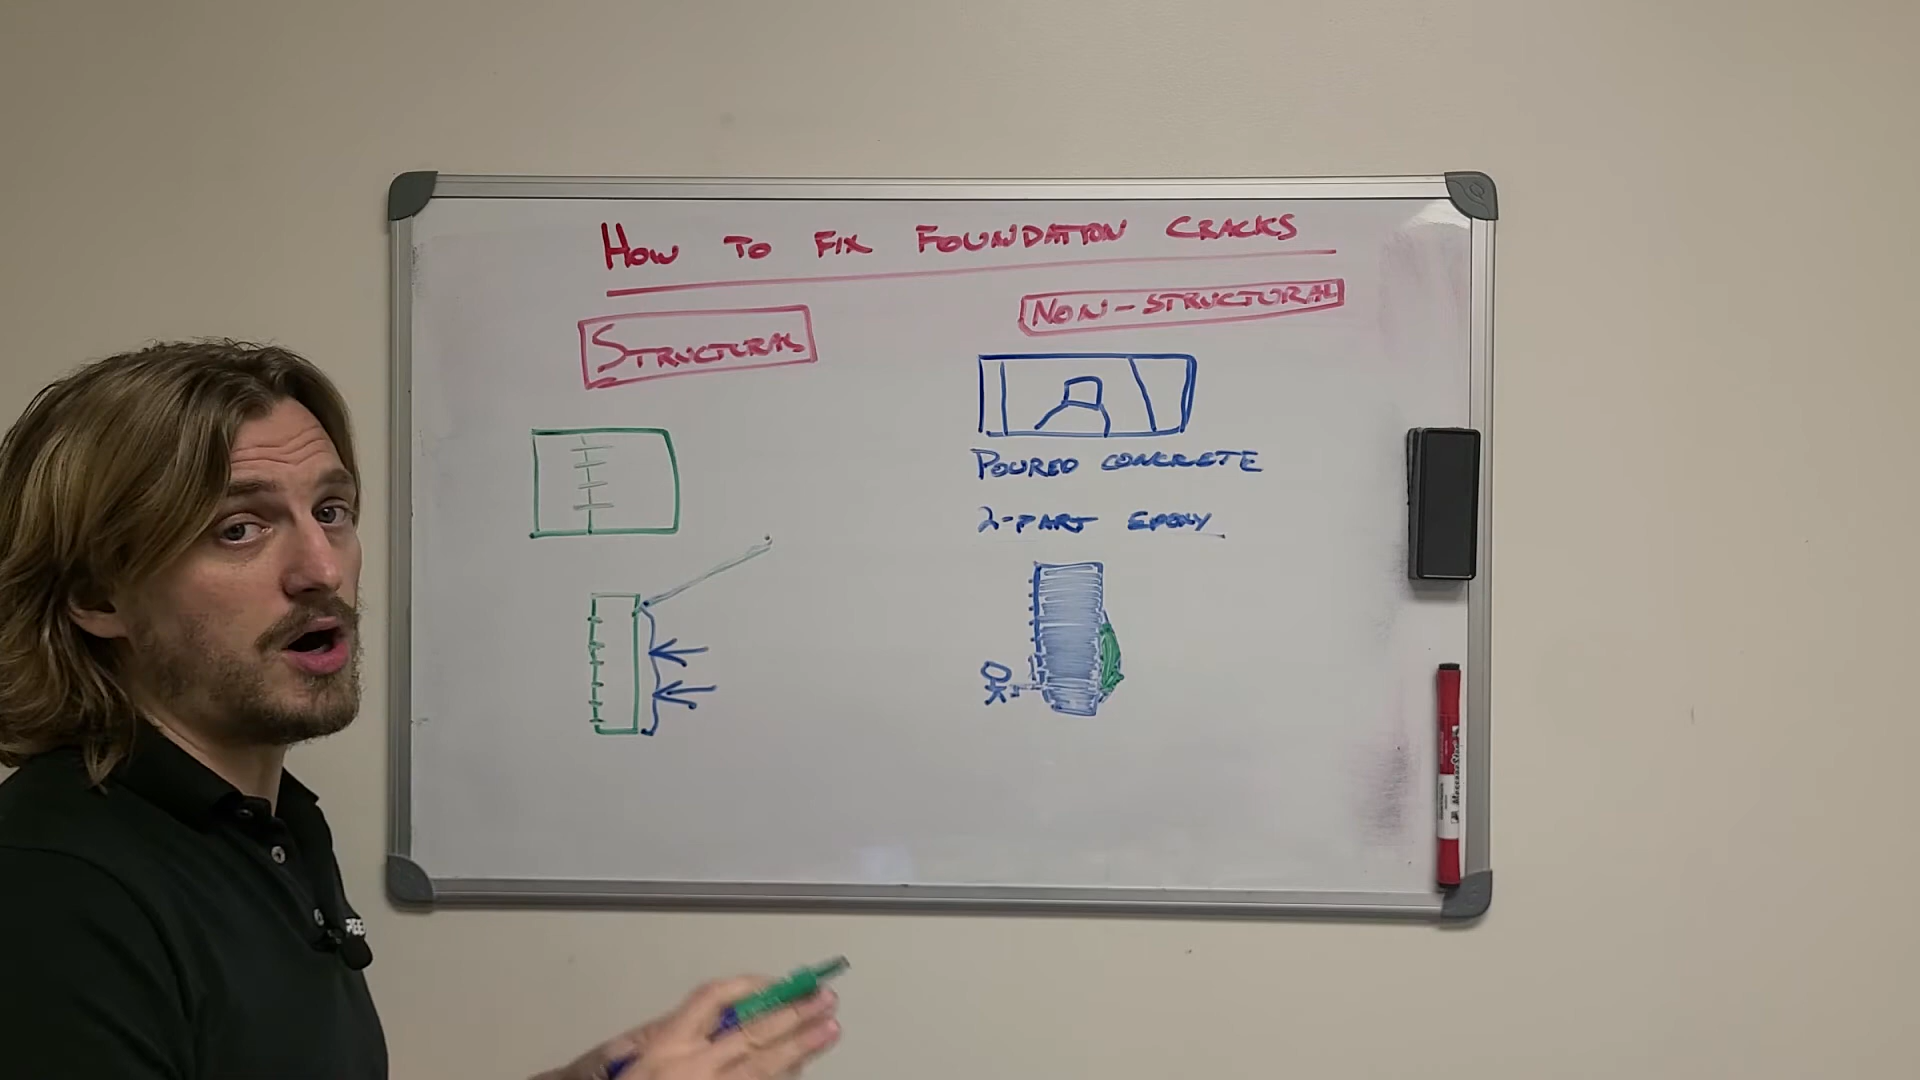 HOW TO FIX FOUNDATION CRACKS
STRUCTURAL
NON-STRUCTURAL
POURED CONCRETE
2-PART EPOXY